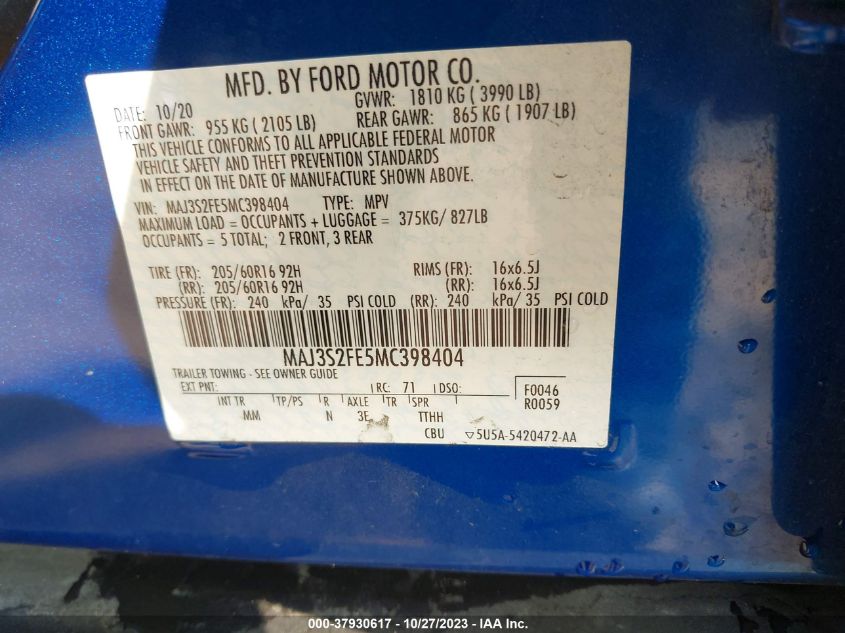 MFD. BY FORD MOTOR CO.
DATE: 10/20 GVWR: 1810 KG ( 3990 LB)
FRONT GAWR: 955 KG ( 2105 LB) REAR GAWR: 865 KG ( 1907 LB)
THIS VEHICLE CONFORMS TO ALL APPLICABLE FEDERAL MOTOR
VEHICLE SAFETY AND THEFT PREVENTION STANDARDS
IN EFFECT ON THE DATE OF MANUFACTURE SHOWN ABOVE.
VIN: MAJ3S2FE5MC398404 TYPE: MPV
MAXIMUM LOAD = OCCUPANTS + LUGGAGE = 375KG/ 827LB
OCCUPANTS = 5 TOTAL; 2 FRONT, 3 REAR
TIRE (FR): 205/60R16 92H RIMS (FR): 16x6.5J
(RR): 205/60R16 92H (RR): 16x6.5J
PRESSURE (FR): 240 kPa/ 35 PSI COLD (RR): 240 kPa/ 35 PSI COLD
MAJ3S2FE5MC398404
TRAILER TOWING - SEE OWNER GUIDE
EXT PNT: RC: 71 DSO: F0046
R0059
INT TR TP/PS R AXLE TR SPR
MM N 3E TTHH
CBU ▽5U5A-5420472-AA
000-37930617 - 10/27/2023 - U.S.A. Inc.